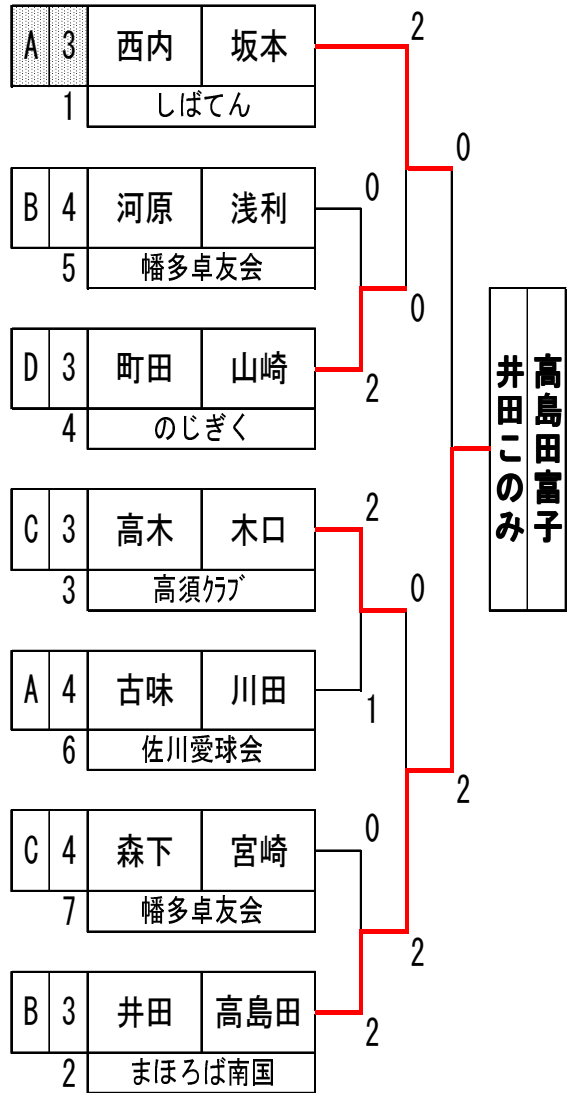 A 3 西内 坂本
1 しばてん
B 4 河原 浅利
5 幡多卓友会
D 3 町田 山崎
4 のじぎく
C 3 高木 木口
3 高須ｸﾗﾌﾞ
A 4 古味 川田
6 佐川愛球会
C 4 森下 宮崎
7 幡多卓友会
B 3 井田 高島田
2 まほろば南国
2
0
0
0
2
2
0
1
2
0
2
2
高島田富子
井田このみ